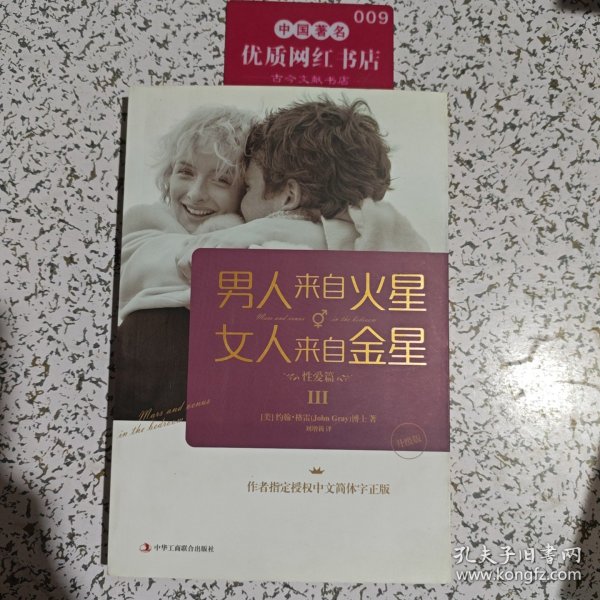 009
中国著名
优质网红书店
古今文献书店
男人来自火星
Mars and venus in the bedroom
女人来自金星
性爱篇
III
[美]约翰·格雷(John Gray)博士 著
升级版
Mars and venus
in the bedroom
作者指定授权中文简体字正版
中华工商联合出版社
孔夫子旧书网
www.kongfz.com